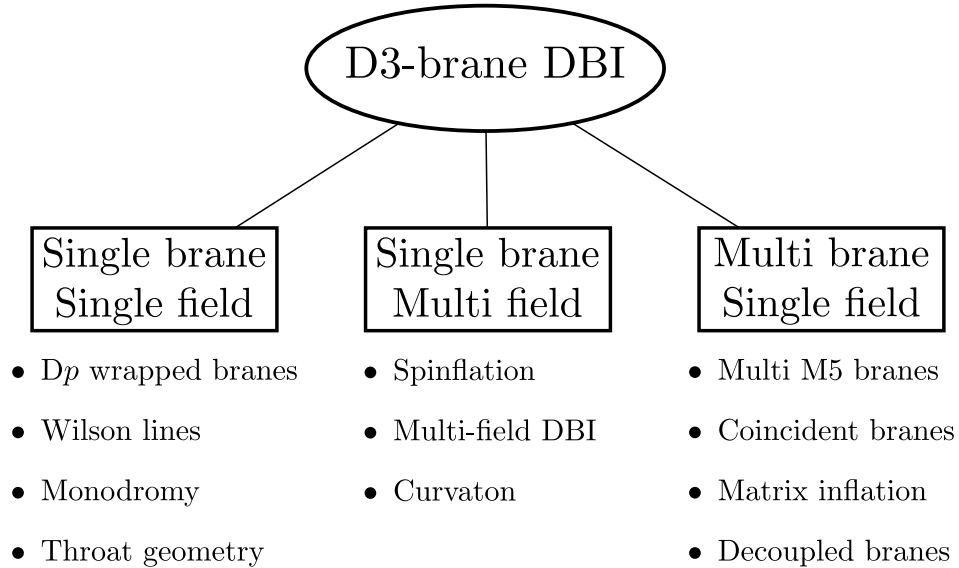 D3-brane DBI
Single brane
Single field
• Dp wrapped branes
• Wilson lines
• Monodromy
• Throat geometry
Single brane
Multi field
• Spinflation
• Multi-field DBI
• Curvaton
Multi brane
Single field
• Multi M5 branes
• Coincident branes
• Matrix inflation
• Decoupled branes